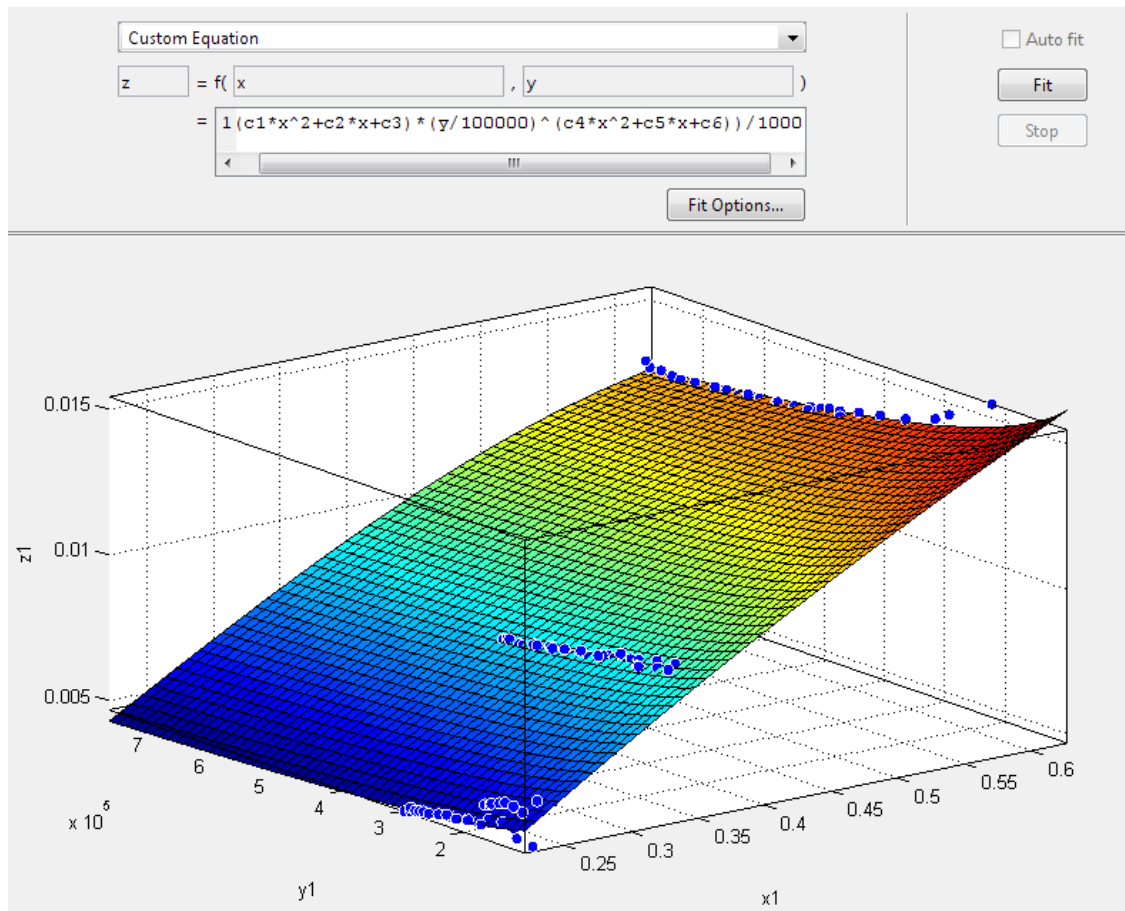 Custom Equation
Auto fit
z = f( x , y )
Fit
= 1(c1*x^2+c2*x+c3)*(y/100000)^(c4*x^2+c5*x+c6))/1000
Stop
Fit Options...
0.015
0.01
0.005
z1
7
6
5
4
3
2
x 10^5
y1
0.25
0.3
0.35
0.4
0.45
0.5
0.55
0.6
x1